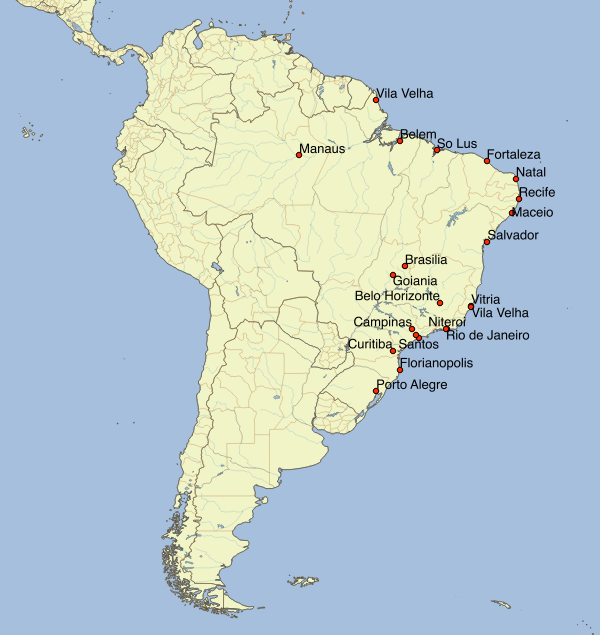 Vila Velha
Belem
So Lus
Manaus
Fortaleza
Natal
Recife
Maceio
Salvador
Brasilia
Goiania
Belo Horizonte
Vitria
Vila Velha
Campinas
Niteroi
Rio de Janeiro
Curitiba
Santos
Florianopolis
Porto Alegre